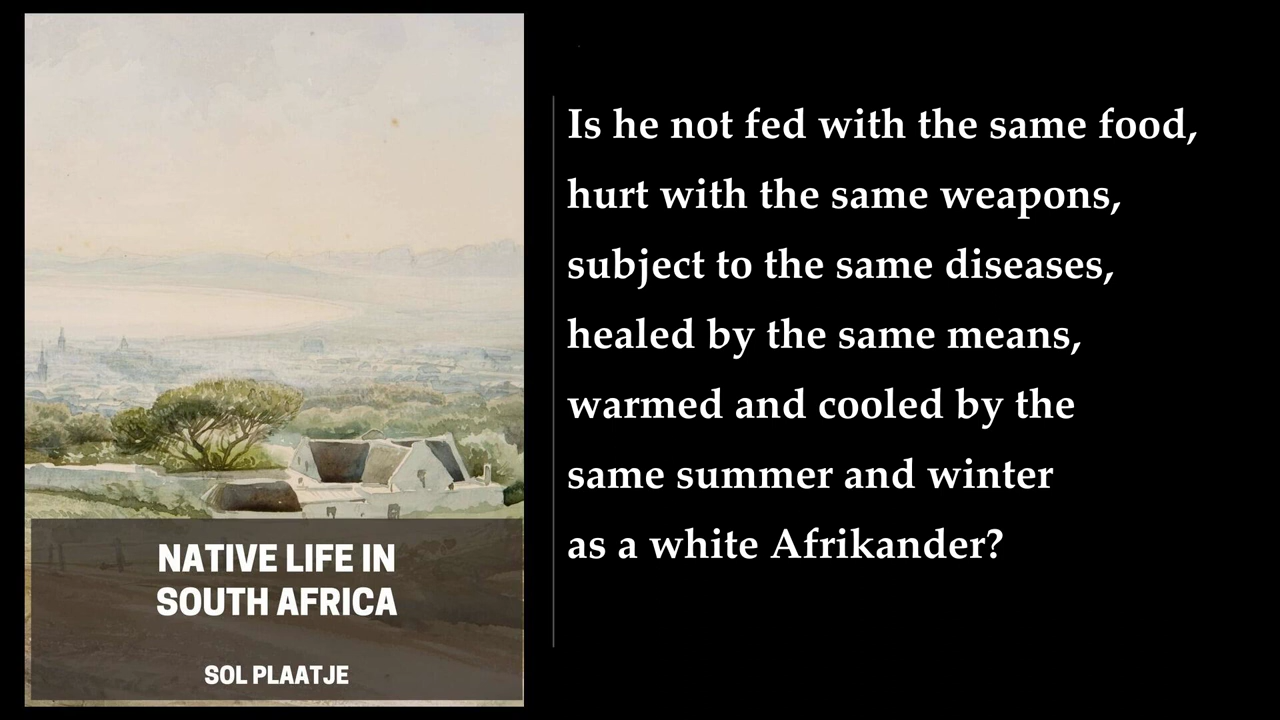 NATIVE LIFE IN
SOUTH AFRICA
SOL PLAATJE
Is he not fed with the same food,
hurt with the same weapons,
subject to the same diseases,
healed by the same means,
warmed and cooled by the
same summer and winter
as a white Afrikander?